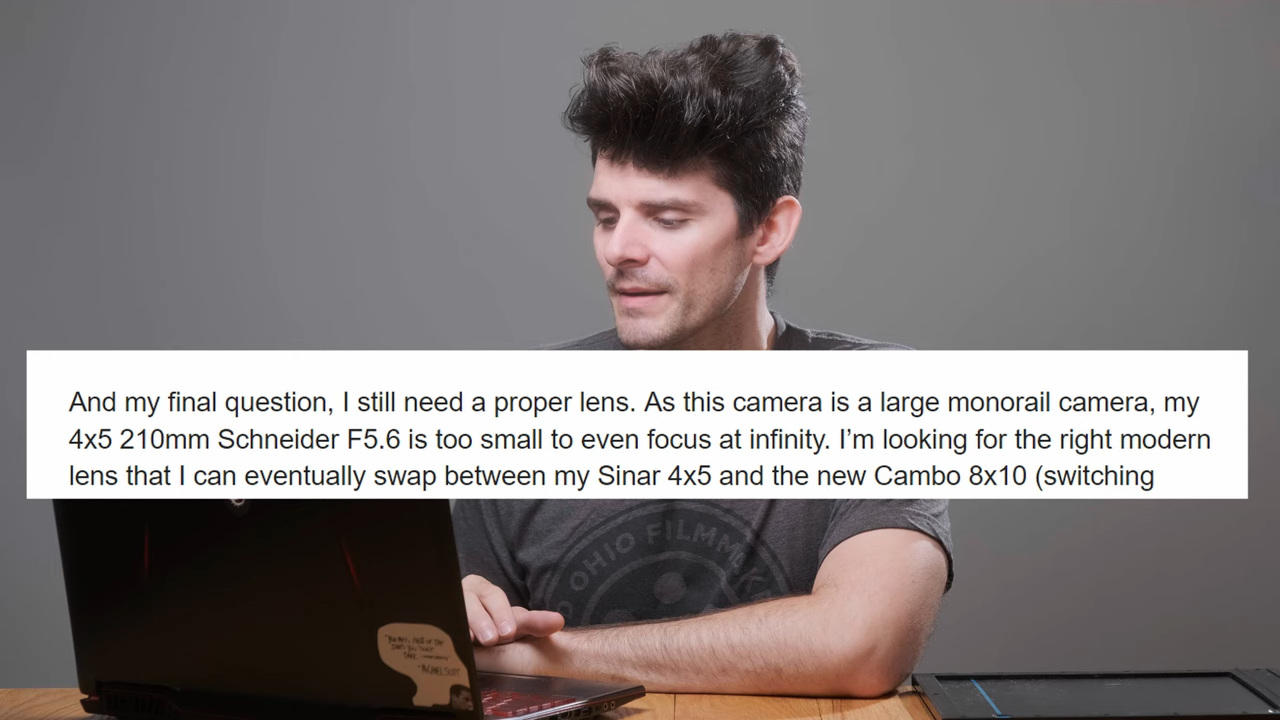 And my final question, I still need a proper lens. As this camera is a large monorail camera, my
4x5 210mm Schneider F5.6 is too small to even focus at infinity. I’m looking for the right modern
lens that I can eventually swap between my Sinar 4x5 and the new Cambo 8x10 (switching
OHIO FILMM